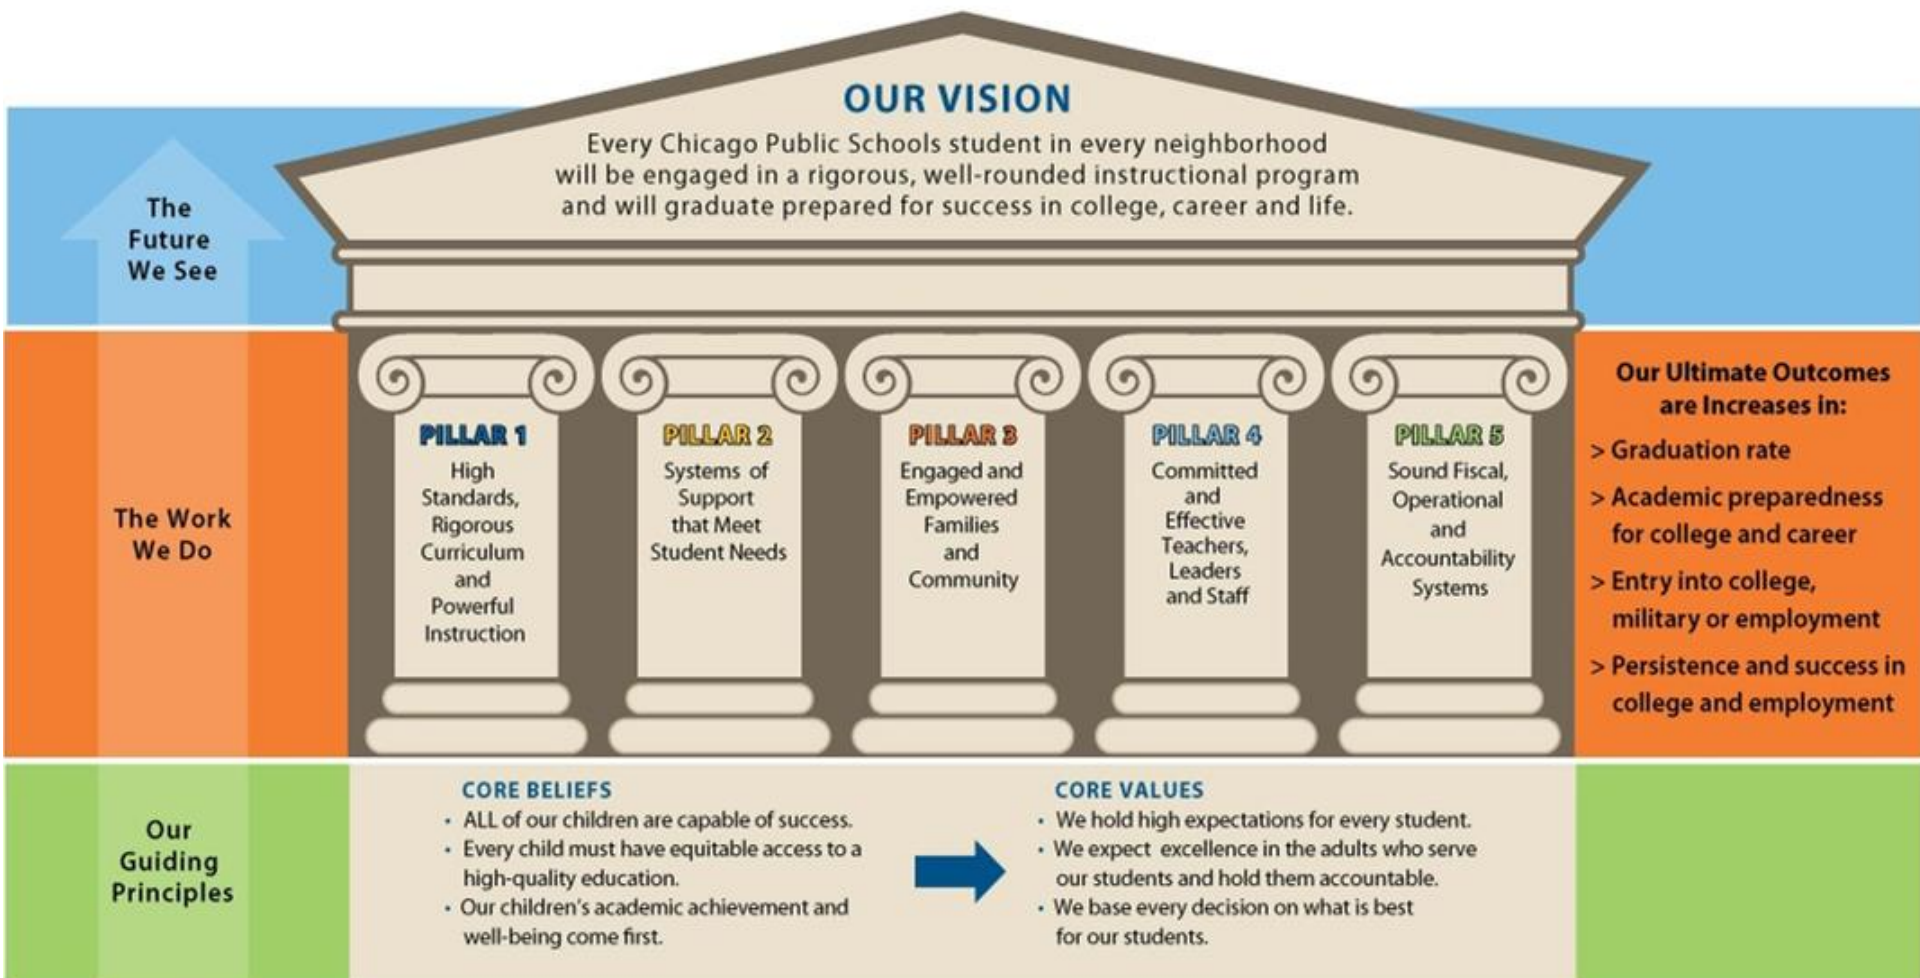 OUR VISION
Every Chicago Public Schools student in every neighborhood
will be engaged in a rigorous, well-rounded instructional program
and will graduate prepared for success in college, career and life.
The
Future
We See
The Work
We Do
PILLAR 1
High
Standards,
Rigorous
Curriculum
and
Powerful
Instruction
PILLAR 2
Systems of
Support
that Meet
Student Needs
PILLAR 3
Engaged and
Empowered
Families
and
Community
PILLAR 4
Committed
and
Effective
Teachers,
Leaders
and Staff
PILLAR 5
Sound Fiscal,
Operational
and
Accountability
Systems
Our Ultimate Outcomes
are Increases in:
> Graduation rate
> Academic preparedness
for college and career
> Entry into college,
military or employment
> Persistence and success in
college and employment
Our
Guiding
Principles
CORE BELIEFS
• ALL of our children are capable of success.
• Every child must have equitable access to a
high-quality education.
• Our children's academic achievement and
well-being come first.
CORE VALUES
• We hold high expectations for every student.
• We expect excellence in the adults who serve
our students and hold them accountable.
• We base every decision on what is best
for our students.